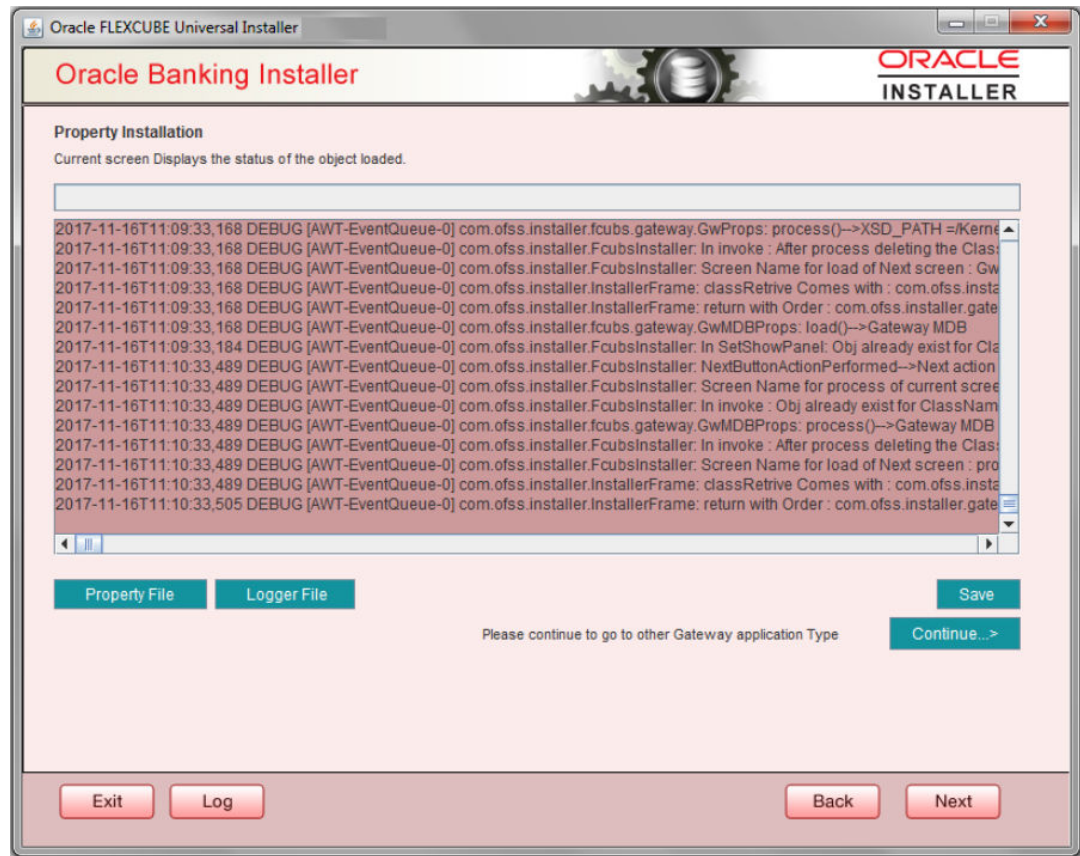 Oracle FLEXCUBE Universal Installer
Oracle Banking Installer
ORACLE
INSTALLER
Property Installation
Current screen Displays the status of the object loaded.
2017-11-16T11:09:33,168 DEBUG [AWT-EventQueue-0] com.ofss.installer.fcubs.gateway.GwProps: process()-->XSD_PATH =/Kerne
2017-11-16T11:09:33,168 DEBUG [AWT-EventQueue-0] com.ofss.installer.FcubsInstaller: In invoke : After process deleting the Clas
2017-11-16T11:09:33,168 DEBUG [AWT-EventQueue-0] com.ofss.installer.FcubsInstaller: Screen Name for load of Next screen : Gw
2017-11-16T11:09:33,168 DEBUG [AWT-EventQueue-0] com.ofss.installer.InstallerFrame: classRetrive Comes with : com.ofss.insta
2017-11-16T11:09:33,168 DEBUG [AWT-EventQueue-0] com.ofss.installer.InstallerFrame: return with Order : com.ofss.installer.gate
2017-11-16T11:09:33,168 DEBUG [AWT-EventQueue-0] com.ofss.installer.fcubs.gateway.GwMDBProps: load()-->Gateway MDB
2017-11-16T11:09:33,184 DEBUG [AWT-EventQueue-0] com.ofss.installer.FcubsInstaller: In SetShowPanel: Obj already exist for Cla
2017-11-16T11:10:33,489 DEBUG [AWT-EventQueue-0] com.ofss.installer.FcubsInstaller: NextButtonActionPerformed-->Next action
2017-11-16T11:10:33,489 DEBUG [AWT-EventQueue-0] com.ofss.installer.FcubsInstaller: Screen Name for process of current scree
2017-11-16T11:10:33,489 DEBUG [AWT-EventQueue-0] com.ofss.installer.FcubsInstaller: In invoke : Obj already exist for ClassNam
2017-11-16T11:10:33,489 DEBUG [AWT-EventQueue-0] com.ofss.installer.fcubs.gateway.GwMDBProps: process()-->Gateway MDB
2017-11-16T11:10:33,489 DEBUG [AWT-EventQueue-0] com.ofss.installer.FcubsInstaller: In invoke : After process deleting the Clas
2017-11-16T11:10:33,489 DEBUG [AWT-EventQueue-0] com.ofss.installer.FcubsInstaller: Screen Name for load of Next screen : pro
2017-11-16T11:10:33,489 DEBUG [AWT-EventQueue-0] com.ofss.installer.InstallerFrame: classRetrive Comes with : com.ofss.insta
2017-11-16T11:10:33,505 DEBUG [AWT-EventQueue-0] com.ofss.installer.InstallerFrame: return with Order : com.ofss.installer.gate
Property File Logger File Save
Please continue to go to other Gateway application Type Continue...>
Exit Log Back Next